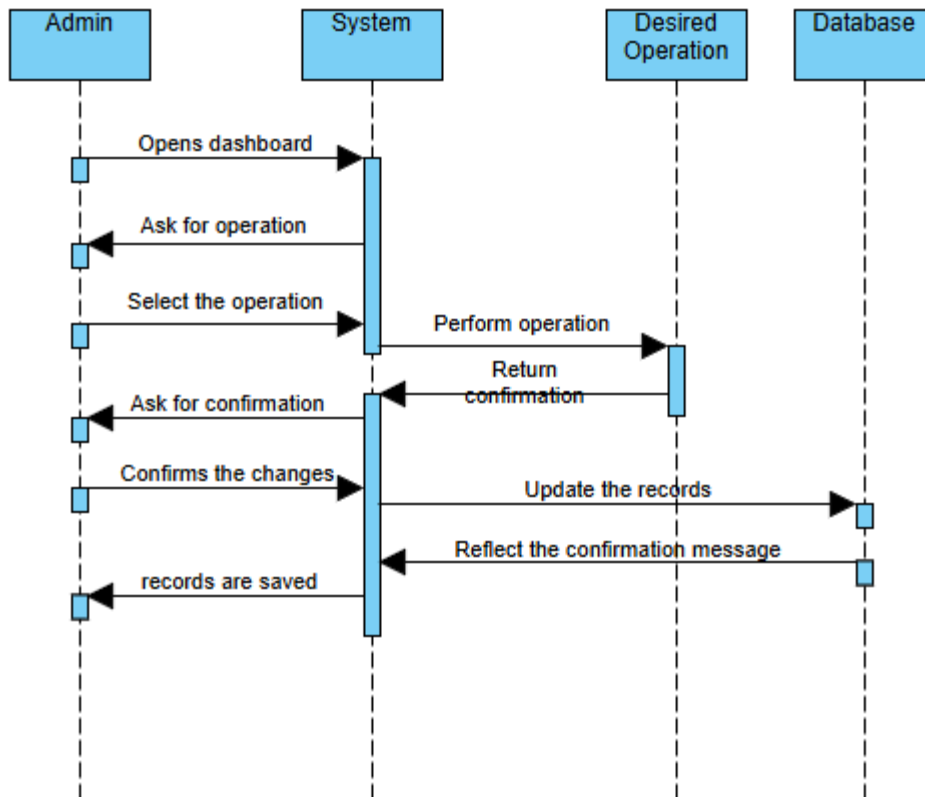 Admin
System
Desired
Operation
Database
Opens dashboard
Ask for operation
Select the operation
Perform operation
Return
confirmation
Ask for confirmation
Confirms the changes
Update the records
Reflect the confirmation message
records are saved